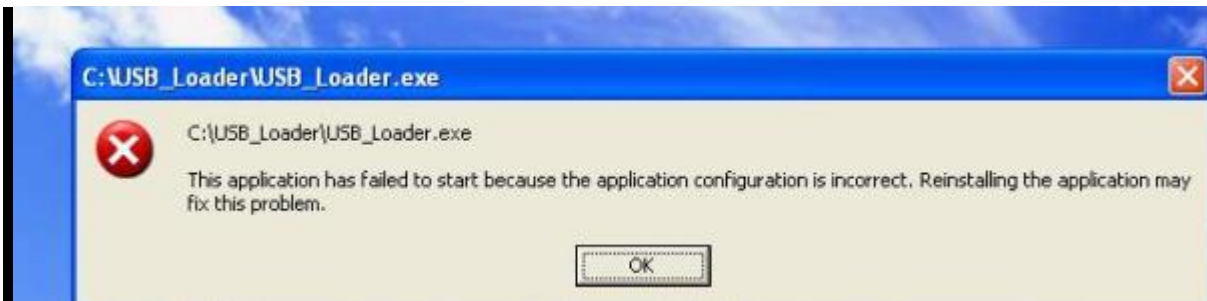 C:\USB_Loader\USB_Loader.exe
C:\USB_Loader\USB_Loader.exe
This application has failed to start because the application configuration is incorrect. Reinstalling the application may
fix this problem.
OK